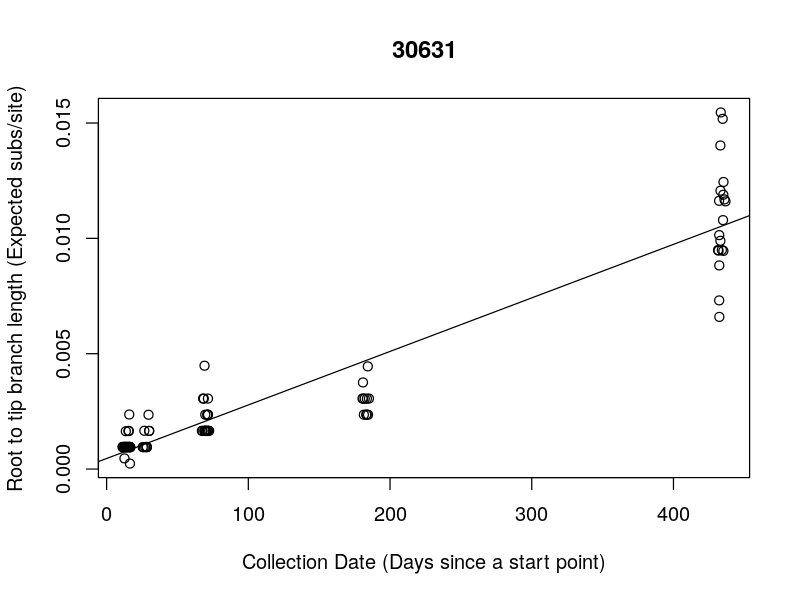 30631
Root to tip branch length (Expected subs/site)
0.015
0.010
0.005
0.000
0 100 200 300 400
Collection Date (Days since a start point)